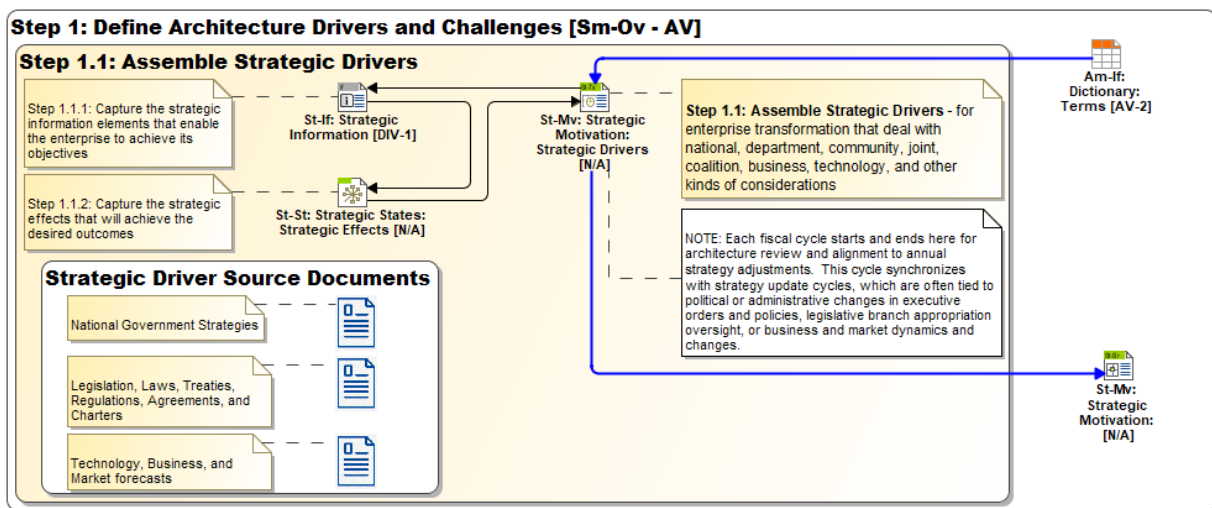 Step 1: Define Architecture Drivers and Challenges [Sm-Ov - AV]
Step 1.1: Assemble Strategic Drivers
Step 1.1.1: Capture the strategic
information elements that enable
the enterprise to achieve its
objectives
St-If: Strategic
Information [DIV-1]
St-Mv: Strategic
Motivation:
Strategic Drivers
[N/A]
Step 1.1: Assemble Strategic Drivers - for
enterprise transformation that deal with
national, department, community, joint,
coalition, business, technology, and other
kinds of considerations
Am-If:
Dictionary:
Terms [AV-2]
Step 1.1.2: Capture the strategic
effects that will achieve the
desired outcomes
St-St: Strategic States:
Strategic Effects [N/A]
NOTE: Each fiscal cycle starts and ends here for
architecture review and alignment to annual
strategy adjustments. This cycle synchronizes
with strategy update cycles, which are often tied to
political or administrative changes in executive
orders and policies, legislative branch appropriation
oversight, or business and market dynamics and
changes.
Strategic Driver Source Documents
National Government Strategies
Legislation, Laws, Treaties,
Regulations, Agreements, and
Charters
Technology, Business, and
Market forecasts
St-Mv:
Strategic
Motivation:
[N/A]